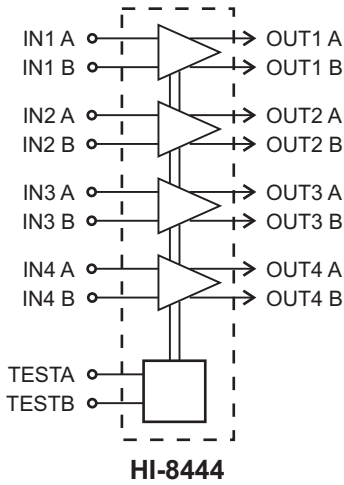 IN1 A OUT1 A
IN1 B OUT1 B
IN2 A OUT2 A
IN2 B OUT2 B
IN3 A OUT3 A
IN3 B OUT3 B
IN4 A OUT4 A
IN4 B OUT4 B
TESTA
TESTB
HI-8444